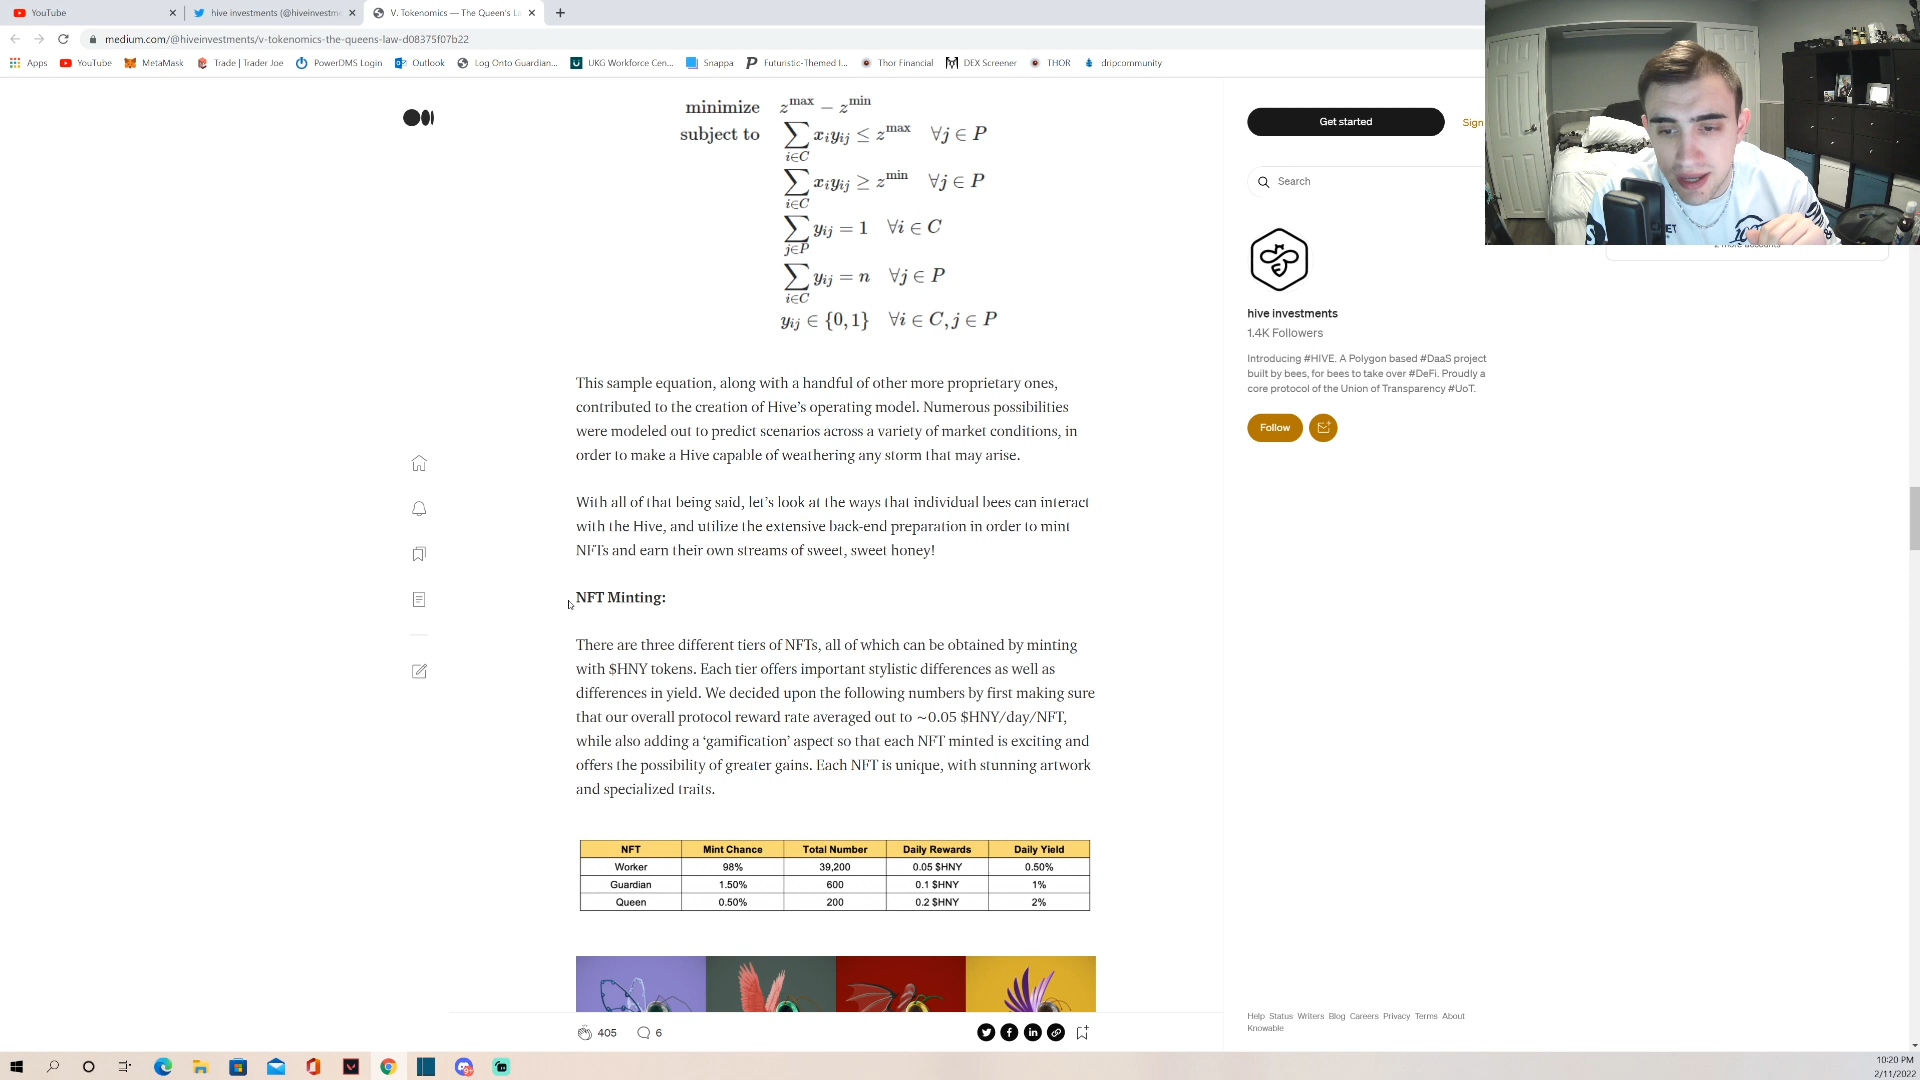 YouTube
hive investments (@hiveinvestm
V. Tokenomics — The Queen's La
medium.com/@hiveinvestments/v-tokenomics-the-queens-law-d08375f07b22
Apps YouTube MetaMask Trade | Trader Joe PowerDMS Login Outlook Log Onto Guardian... UKG Workforce Cen... Snappa Futuristic-Themed I... Thor Financial DEX Screener THOR dripcommunity
minimize z^max − z^min
subject to ∑_{i∈C} x_i y_ij ≤ z^max ∀j ∈ P
∑_{i∈C} x_i y_ij ≥ z^min ∀j ∈ P
∑_{j∈P} y_ij = 1 ∀i ∈ C
∑_{i∈C} y_ij = n ∀j ∈ P
y_ij ∈ {0, 1} ∀i ∈ C, j ∈ P
This sample equation, along with a handful of other more proprietary ones,
contributed to the creation of Hive's operating model. Numerous possibilities
were modeled out to predict scenarios across a variety of market conditions, in
order to make a Hive capable of weathering any storm that may arise.
With all of that being said, let's look at the ways that individual bees can interact
with the Hive, and utilize the extensive back-end preparation in order to mint
NFTs and earn their own streams of sweet, sweet honey!
NFT Minting:
There are three different tiers of NFTs, all of which can be obtained by minting
with $HNY tokens. Each tier offers important stylistic differences as well as
differences in yield. We decided upon the following numbers by first making sure
that our overall protocol reward rate averaged out to ~0.05 $HNY/day/NFT,
while also adding a 'gamification' aspect so that each NFT minted is exciting and
offers the possibility of greater gains. Each NFT is unique, with stunning artwork
and specialized traits.
NFT Mint Chance Total Number Daily Rewards Daily Yield
Worker 98% 39,200 0.05 $HNY 0.50%
Guardian 1.50% 600 0.1 $HNY 1%
Queen 0.50% 200 0.2 $HNY 2%
405 6
Get started
Sign
Search
hive investments
1.4K Followers
Introducing #HIVE. A Polygon based #DaaS project
built by bees, for bees to take over #DeFi. Proudly a
core protocol of the Union of Transparency #UoT.
Follow
Help Status Writers Blog Careers Privacy Terms About
Knowable
10:20 PM
2/11/2022